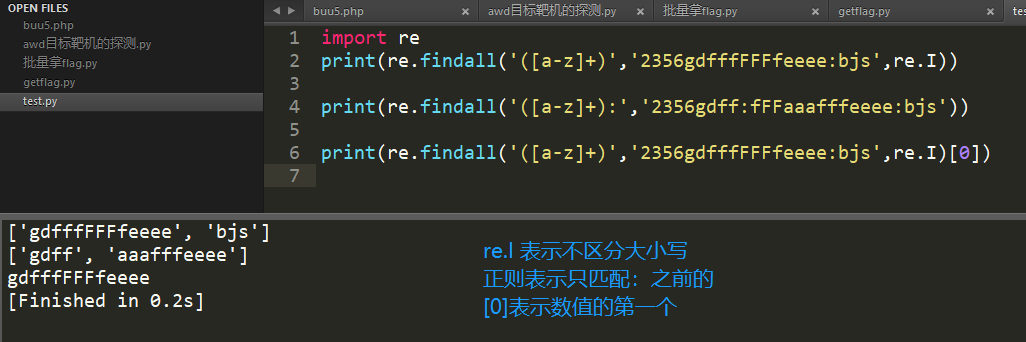 OPEN FILES
buu5.php
awd目标靶机的探测.py
批量拿flag.py
getflag.py
test.py
buu5.php ×
awd目标靶机的探测.py ×
批量拿flag.py ×
getflag.py ×
tes
1 import re
2 print(re.findall('([a-z]+)','2356gdfffFFFfeeee:bjs',re.I))
3
4 print(re.findall('([a-z]+):','2356gdff:fFFaaafffeeee:bjs'))
5
6 print(re.findall('([a-z]+)','2356gdfffFFFfeeee:bjs',re.I)[0])
7
['gdfffFFFfeeee', 'bjs']
['gdff', 'aaafffeeee']
gdfffFFFfeeee
[Finished in 0.2s]
re.I 表示不区分大小写
正则表示只匹配：之前的
[0]表示数值的第一个